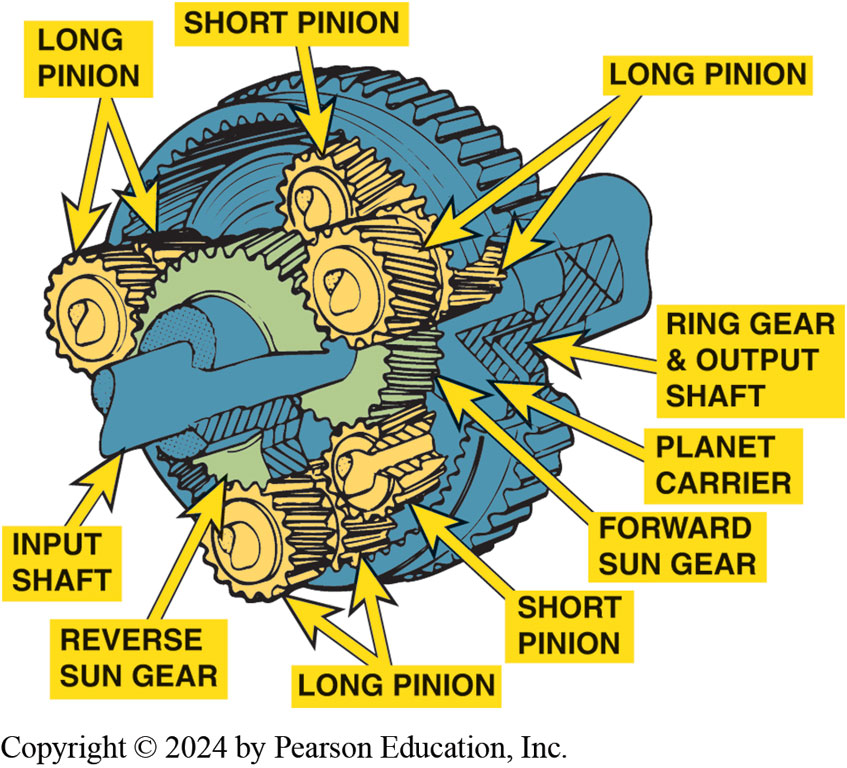 SHORT PINION
LONG
PINION
LONG PINION
RING GEAR
& OUTPUT
SHAFT
PLANET
CARRIER
FORWARD
SUN GEAR
INPUT
SHAFT
SHORT
PINION
REVERSE
SUN GEAR
LONG PINION
Copyright © 2024 by Pearson Education, Inc.